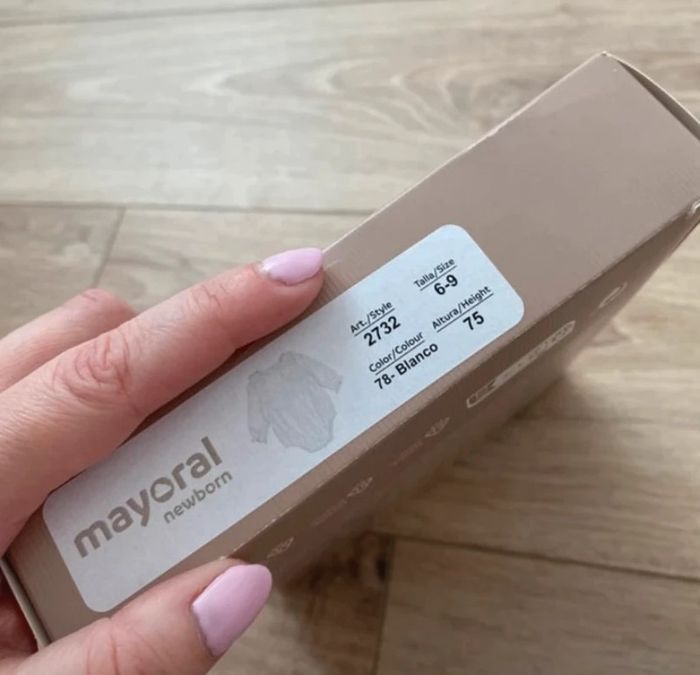 mayoral
newborn
Art./Style
2732
Talla/Size
6-9
Color/Colour
78- Blanco
Altura/Height
75